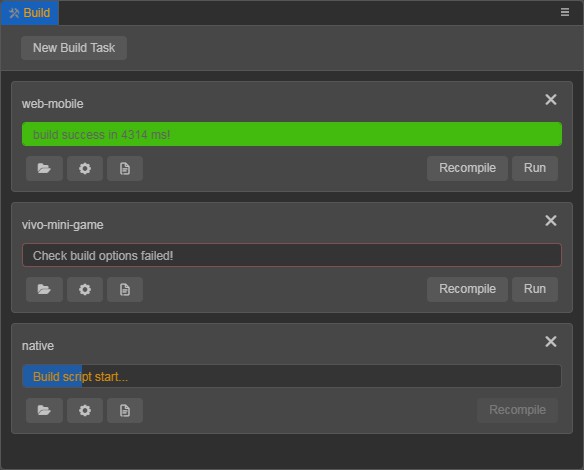 Build
New Build Task
web-mobile
build success in 4314 ms!
Recompile Run
vivo-mini-game
Check build options failed!
Recompile Run
native
Build script start...
Recompile